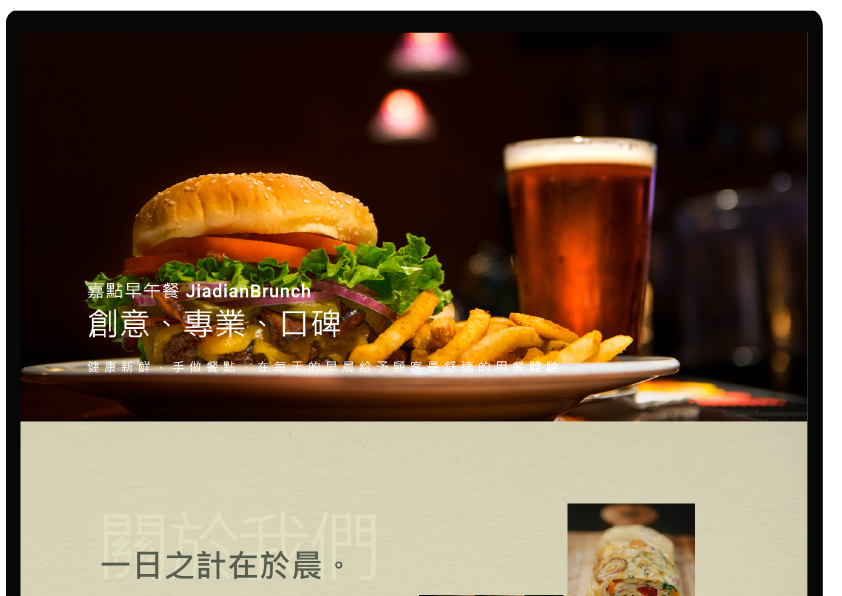 嘉點早午餐 JiadianBrunch
創意、專業、口碑
健康新鮮，手做餐點，在每天的早晨給予顧客最舒適的用餐體驗
關於我們
一日之計在於晨。